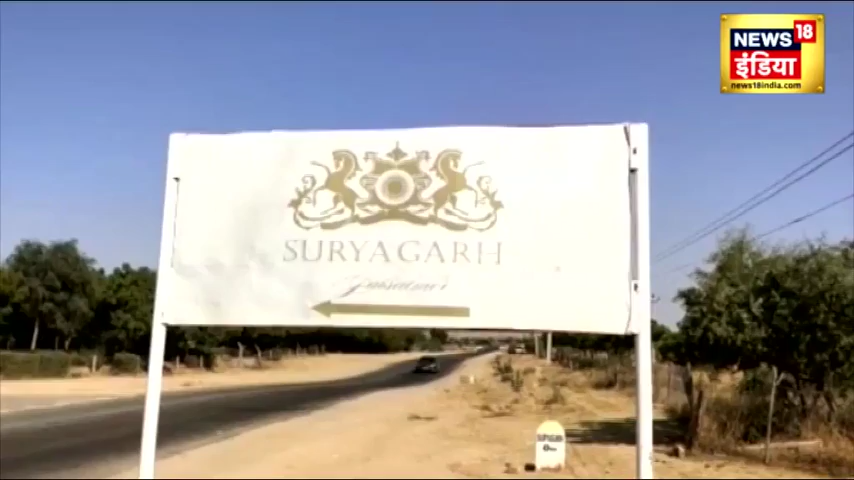 NEWS 18
इंडिया
news18india.com
SURYAGARH
Jaisalmer